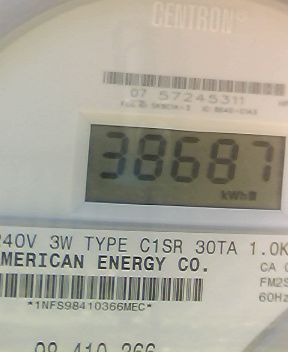 CENTRON®
07 57245311
38687
kWh
240V 3W TYPE C1SR 30TA 1.0K
AMERICAN ENERGY CO.
CA
FM2S
60Hz
*1NFS98410366MEC*
98 410 366